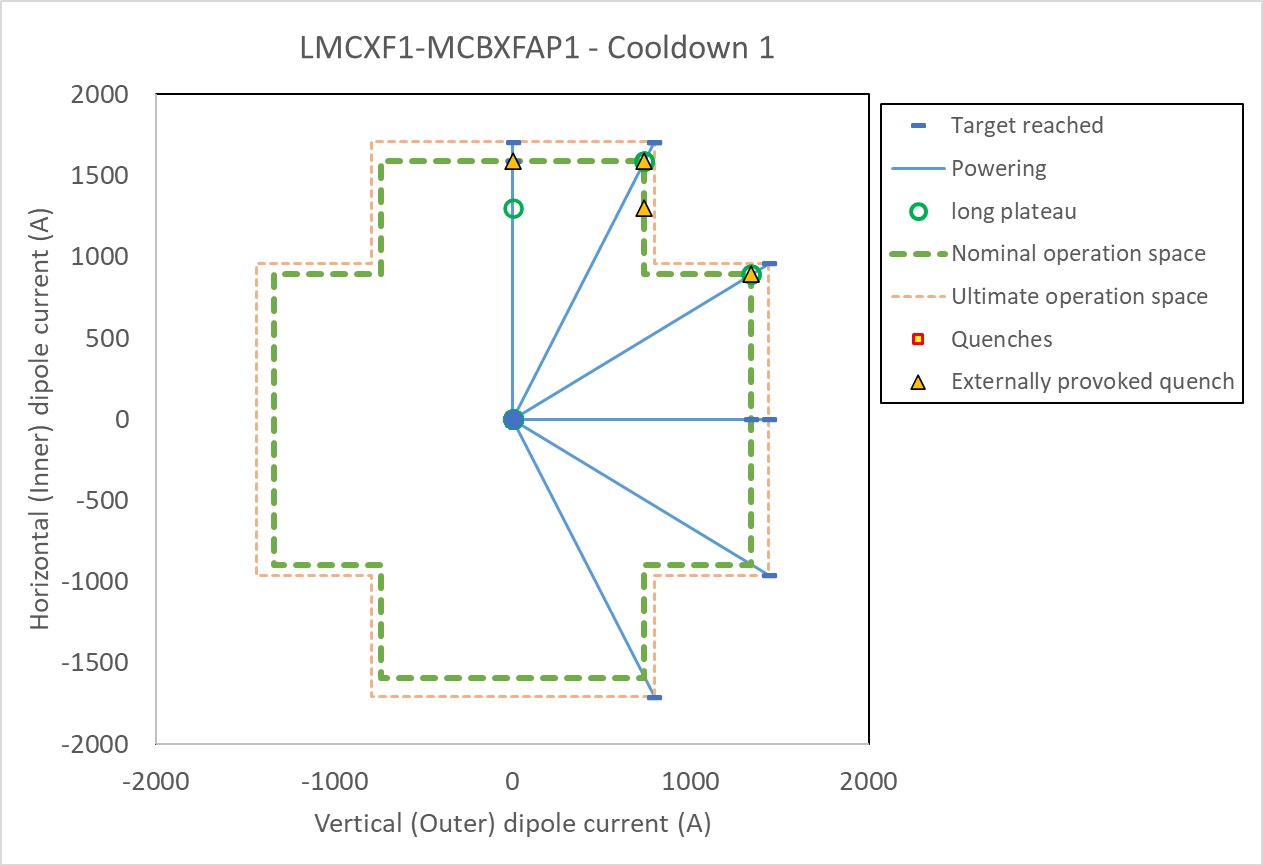 LMCXF1-MCBXFAP1 - Cooldown 1
Horizontal (Inner) dipole current (A)
2000
1500
1000
500
0
-500
-1000
-1500
-2000
-2000
-1000
0
1000
2000
Vertical (Outer) dipole current (A)
Target reached
Powering
long plateau
Nominal operation space
Ultimate operation space
Quenches
Externally provoked quench